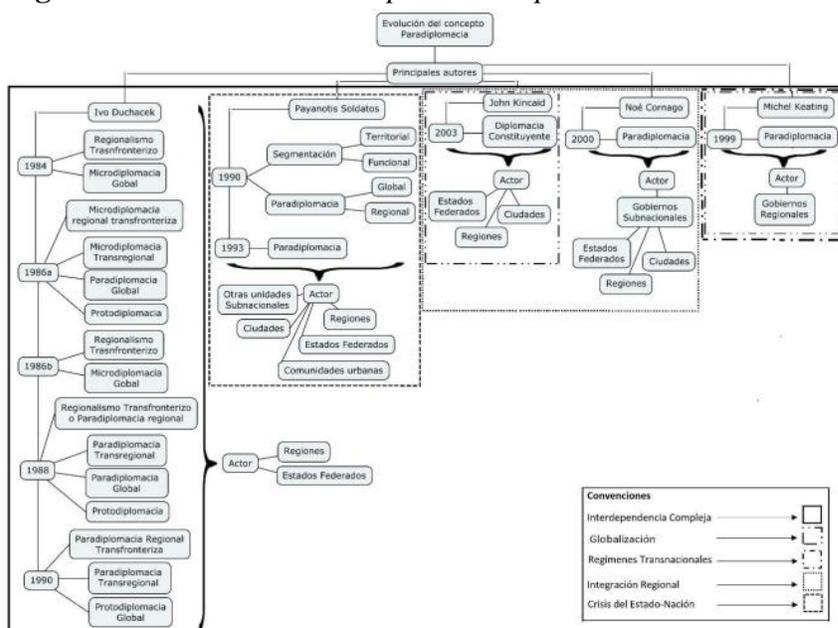 Evolución del concepto
Paradiplomacia
Principales autores
Ivo Duchacek
1984
Regionalismo
Trasnfronterizo
Microdiplomacia
Gobal
1986a
Microdiplomacia
regional transfronteriza
Microdiplomacia
Transregional
Paradiplomacia
Global
Protodiplomacia
1986b
Regionalismo
Trasnfronterizo
Microdiplomacia
Gobal
1988
Regionalismo Transfronterizo
o Paradiplomacia regional
Paradiplomacia
Transregional
Paradiplomacia
Global
Protodiplomacia
1990
Paradiplomacia Regional
Transfronteriza
Paradiplomacia
Transregional
Protodiplomacia
Global
Actor
Regiones
Estados Federados
Payanotis Soldatos
1990
Segmentación
Territorial
Funcional
Paradiplomacia
Global
Regional
1993
Paradiplomacia
Actor
Otras unidades
Subnacionales
Ciudades
Regiones
Estados Federados
Comunidades urbanas
John Kincaid
2003
Diplomacia
Constituyente
Actor
Estados
Federados
Ciudades
Regiones
Noé Cornago
2000
Paradiplomacia
Actor
Gobiernos
Subnacionales
Estados
Federados
Ciudades
Regiones
Michel Keating
1999
Paradiplomacia
Actor
Gobiernos
Regionales
Convenciones
Interdependencia Compleja
Globalización
Regímenes Transnacionales
Integración Regional
Crisis del Estado-Nación